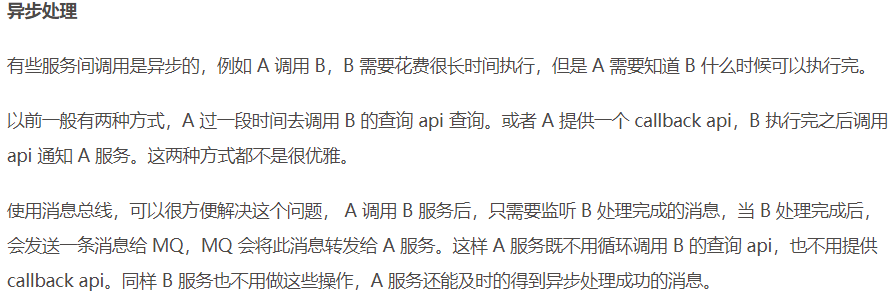 异步处理
有些服务间调用是异步的，例如 A 调用 B，B 需要花费很长时间执行，但是 A 需要知道 B 什么时候可以执行完。
以前一般有两种方式，A 过一段时间去调用 B 的查询 api 查询。或者 A 提供一个 callback api，B 执行完之后调用
api 通知 A 服务。这两种方式都不是很优雅。
使用消息总线，可以很方便解决这个问题， A 调用 B 服务后，只需要监听 B 处理完成的消息，当 B 处理完成后，
会发送一条消息给 MQ，MQ 会将此消息转发给 A 服务。这样 A 服务既不用循环调用 B 的查询 api，也不用提供
callback api。同样 B 服务也不用做这些操作，A 服务还能及时的得到异步处理成功的消息。